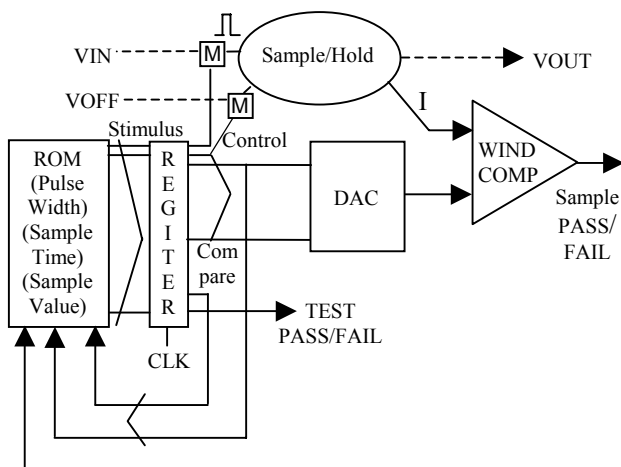 VIN
M
Sample/Hold
VOUT
VOFF
M
I
Stimulus
Control
WIND
COMP
ROM
(Pulse
Width)
(Sample
Time)
(Sample
Value)
R
E
G
I
T
E
R
DAC
Sample
PASS/
FAIL
Com
pare
TEST
PASS/FAIL
CLK